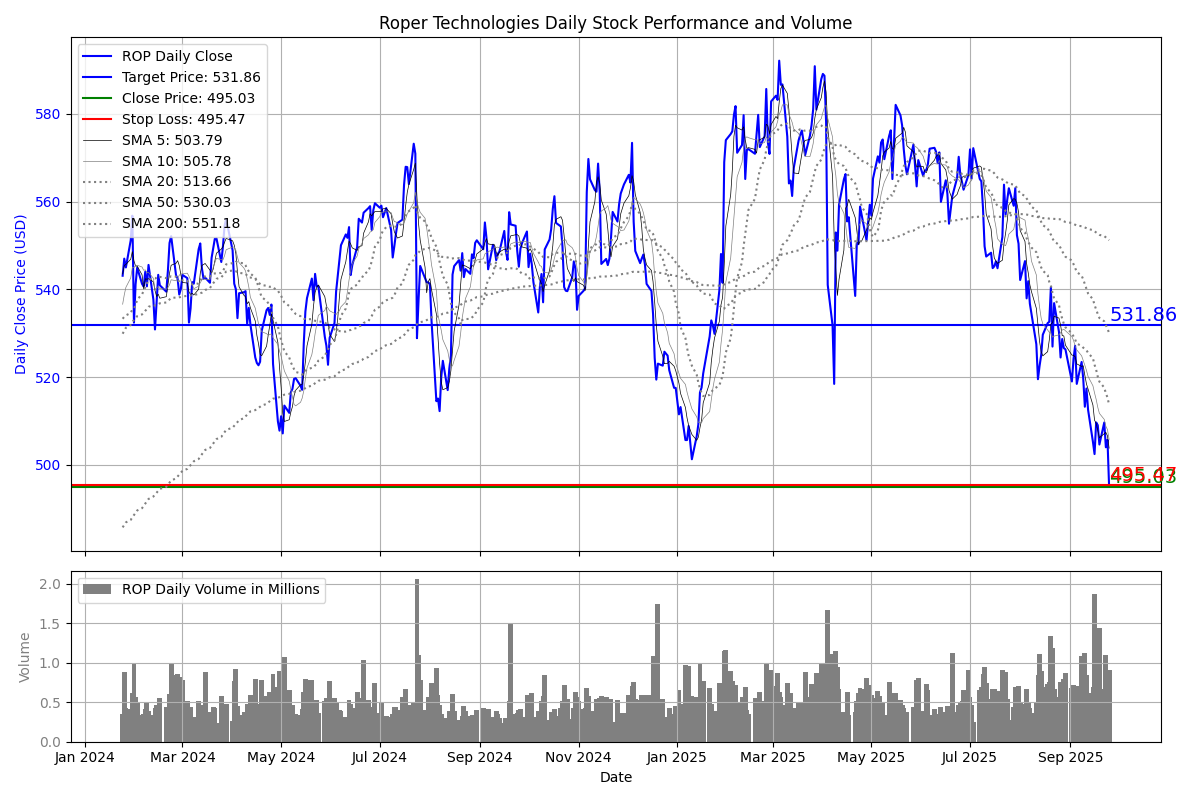 Roper Technologies Daily Stock Performance and Volume
ROP Daily Close
Target Price: 531.86
Close Price: 495.03
Stop Loss: 495.47
SMA 5: 503.79
SMA 10: 505.78
SMA 20: 513.66
SMA 50: 530.03
SMA 200: 551.18
Daily Close Price (USD)
580
560
540
520
500
531.86
495.47
495.03
ROP Daily Volume in Millions
Volume
2.0
1.5
1.0
0.5
0.0
Jan 2024 Mar 2024 May 2024 Jul 2024 Sep 2024 Nov 2024 Jan 2025 Mar 2025 May 2025 Jul 2025 Sep 2025
Date